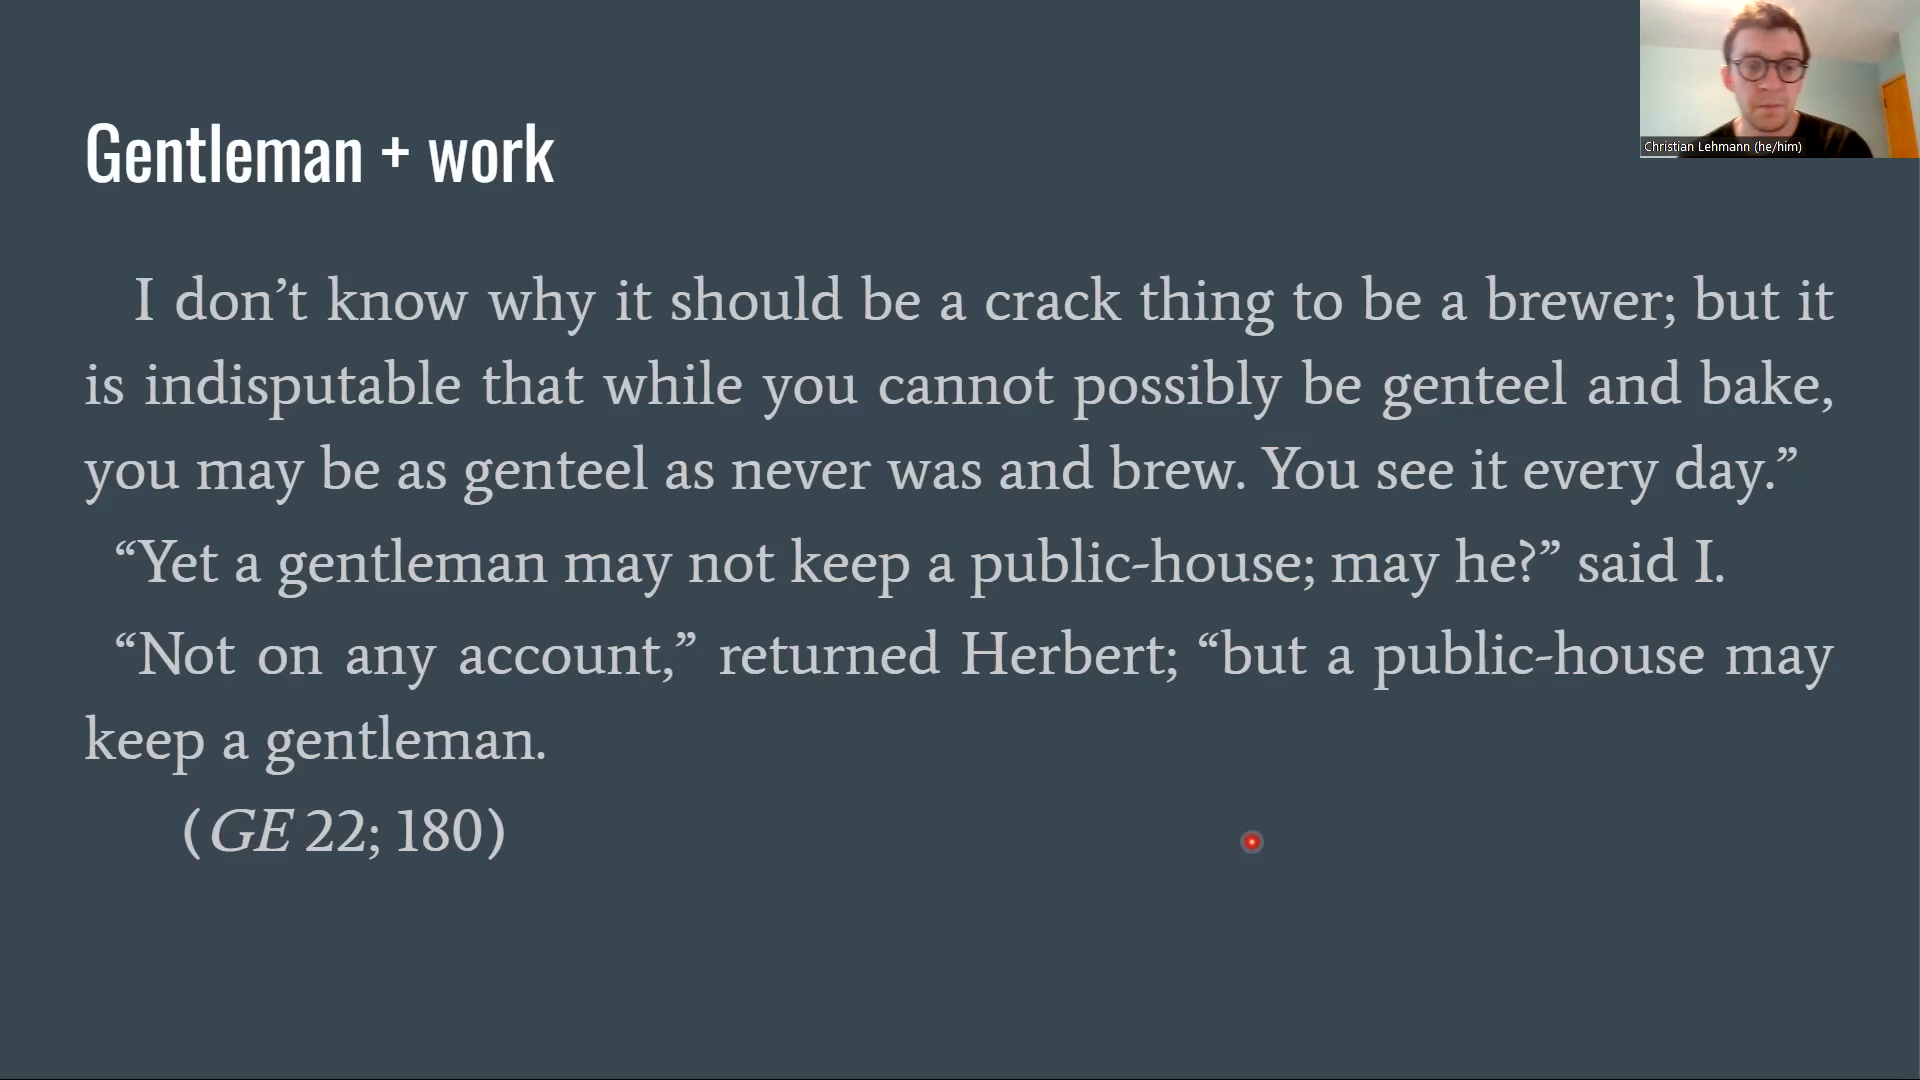 Christian Lehmann (he/him)
Gentleman + work
I don’t know why it should be a crack thing to be a brewer; but it
is indisputable that while you cannot possibly be genteel and bake,
you may be as genteel as never was and brew. You see it every day.”
“Yet a gentleman may not keep a public-house; may he?” said I.
“Not on any account,” returned Herbert; “but a public-house may
keep a gentleman.
(GE 22; 180)